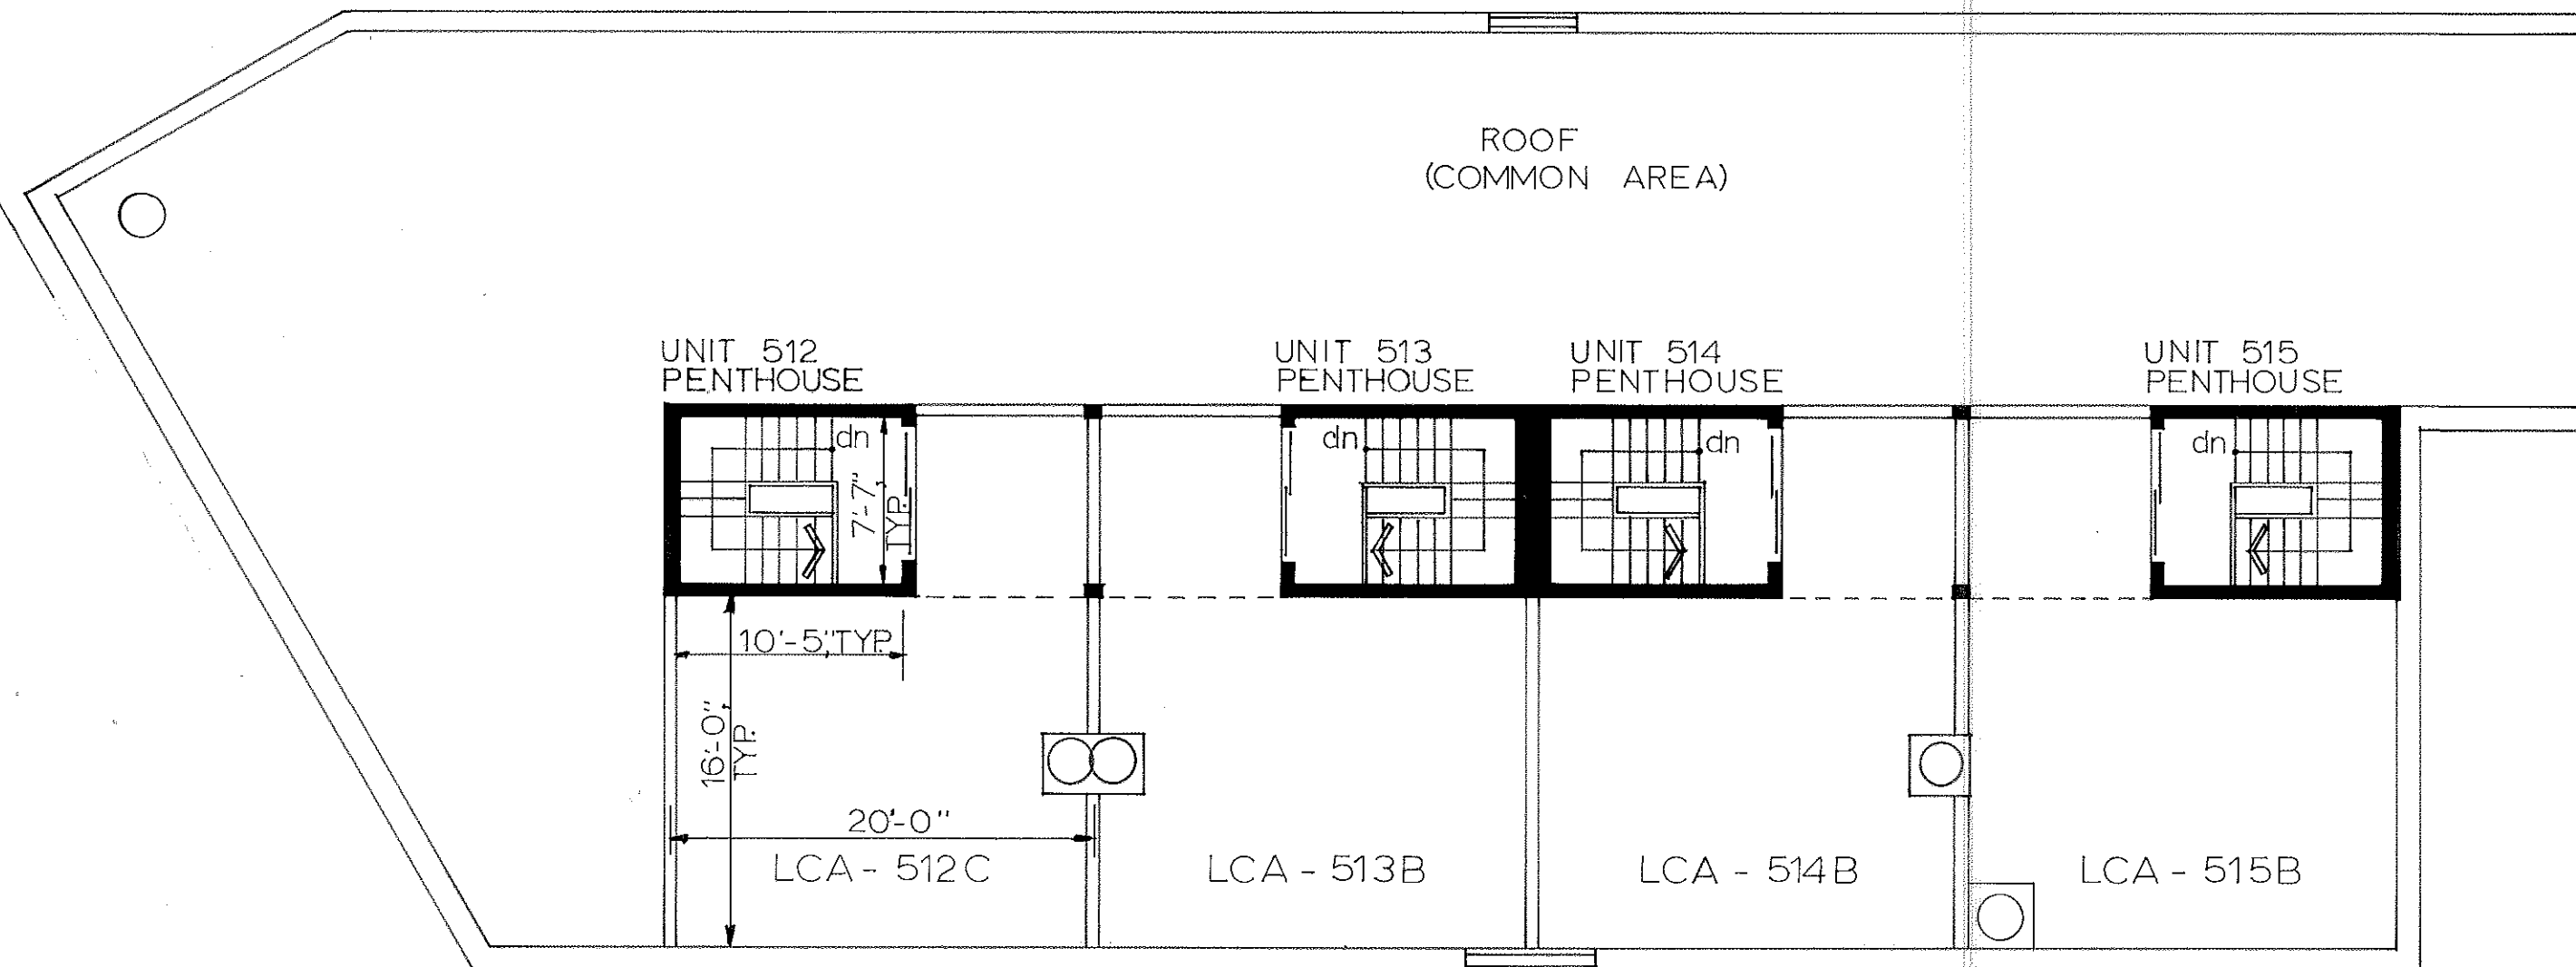 ROOF
(COMMON AREA)
UNIT 512
PENTHOUSE
UNIT 513
PENTHOUSE
UNIT 514
PENTHOUSE
UNIT 515
PENTHOUSE
dn
dn
dn
dn
7'-7"
TYP.
10'-5" TYP.
16'-0"
TYP.
20'-0"
LCA - 512C
LCA - 513B
LCA - 514B
LCA - 515B